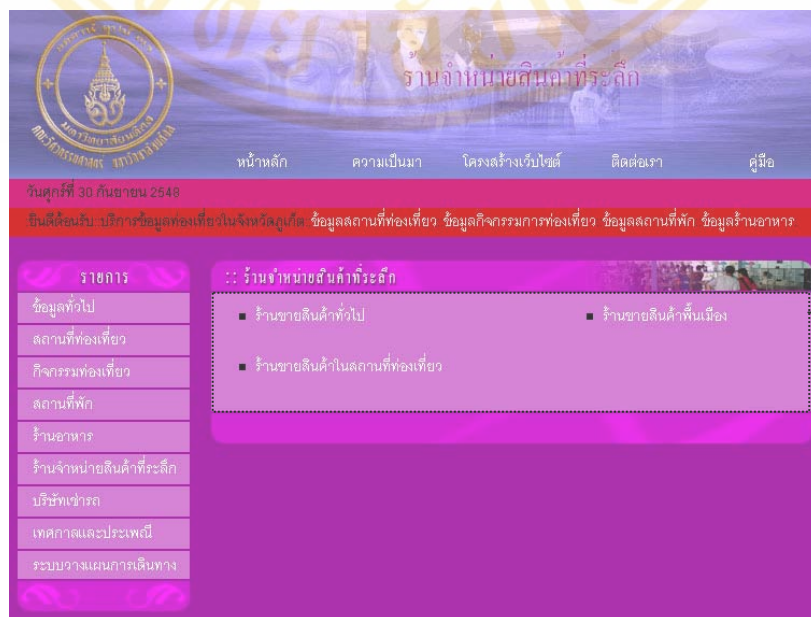 ร้านจำหน่ายสินค้าที่ระลึก
มหาวิทยาลัยมหิดล
หน้าหลัก ความเป็นมา โครงสร้างเว็บไซต์ ติดต่อเรา คู่มือ
วันศุกร์ที่ 30 กันยายน 2549
ยินดีต้อนรับ :บริการข้อมูลท่องเที่ยวในจังหวัดภูเก็ต: ข้อมูลสถานที่ท่องเที่ยว ข้อมูลกิจกรรมการท่องเที่ยว ข้อมูลสถานที่พัก ข้อมูลร้านอาหาร
รายการ
ข้อมูลทั่วไป
สถานที่ท่องเที่ยว
กิจกรรมท่องเที่ยว
สถานที่พัก
ร้านอาหาร
ร้านจำหน่ายสินค้าที่ระลึก
บริษัทเช่ารถ
เทศกาลและประเพณี
ระบบวางแผนการเดินทาง
:: ร้านจำหน่ายสินค้าที่ระลึก
ร้านขายสินค้าทั่วไป ร้านขายสินค้าพื้นเมือง
ร้านขายสินค้าในสถานที่ท่องเที่ยว